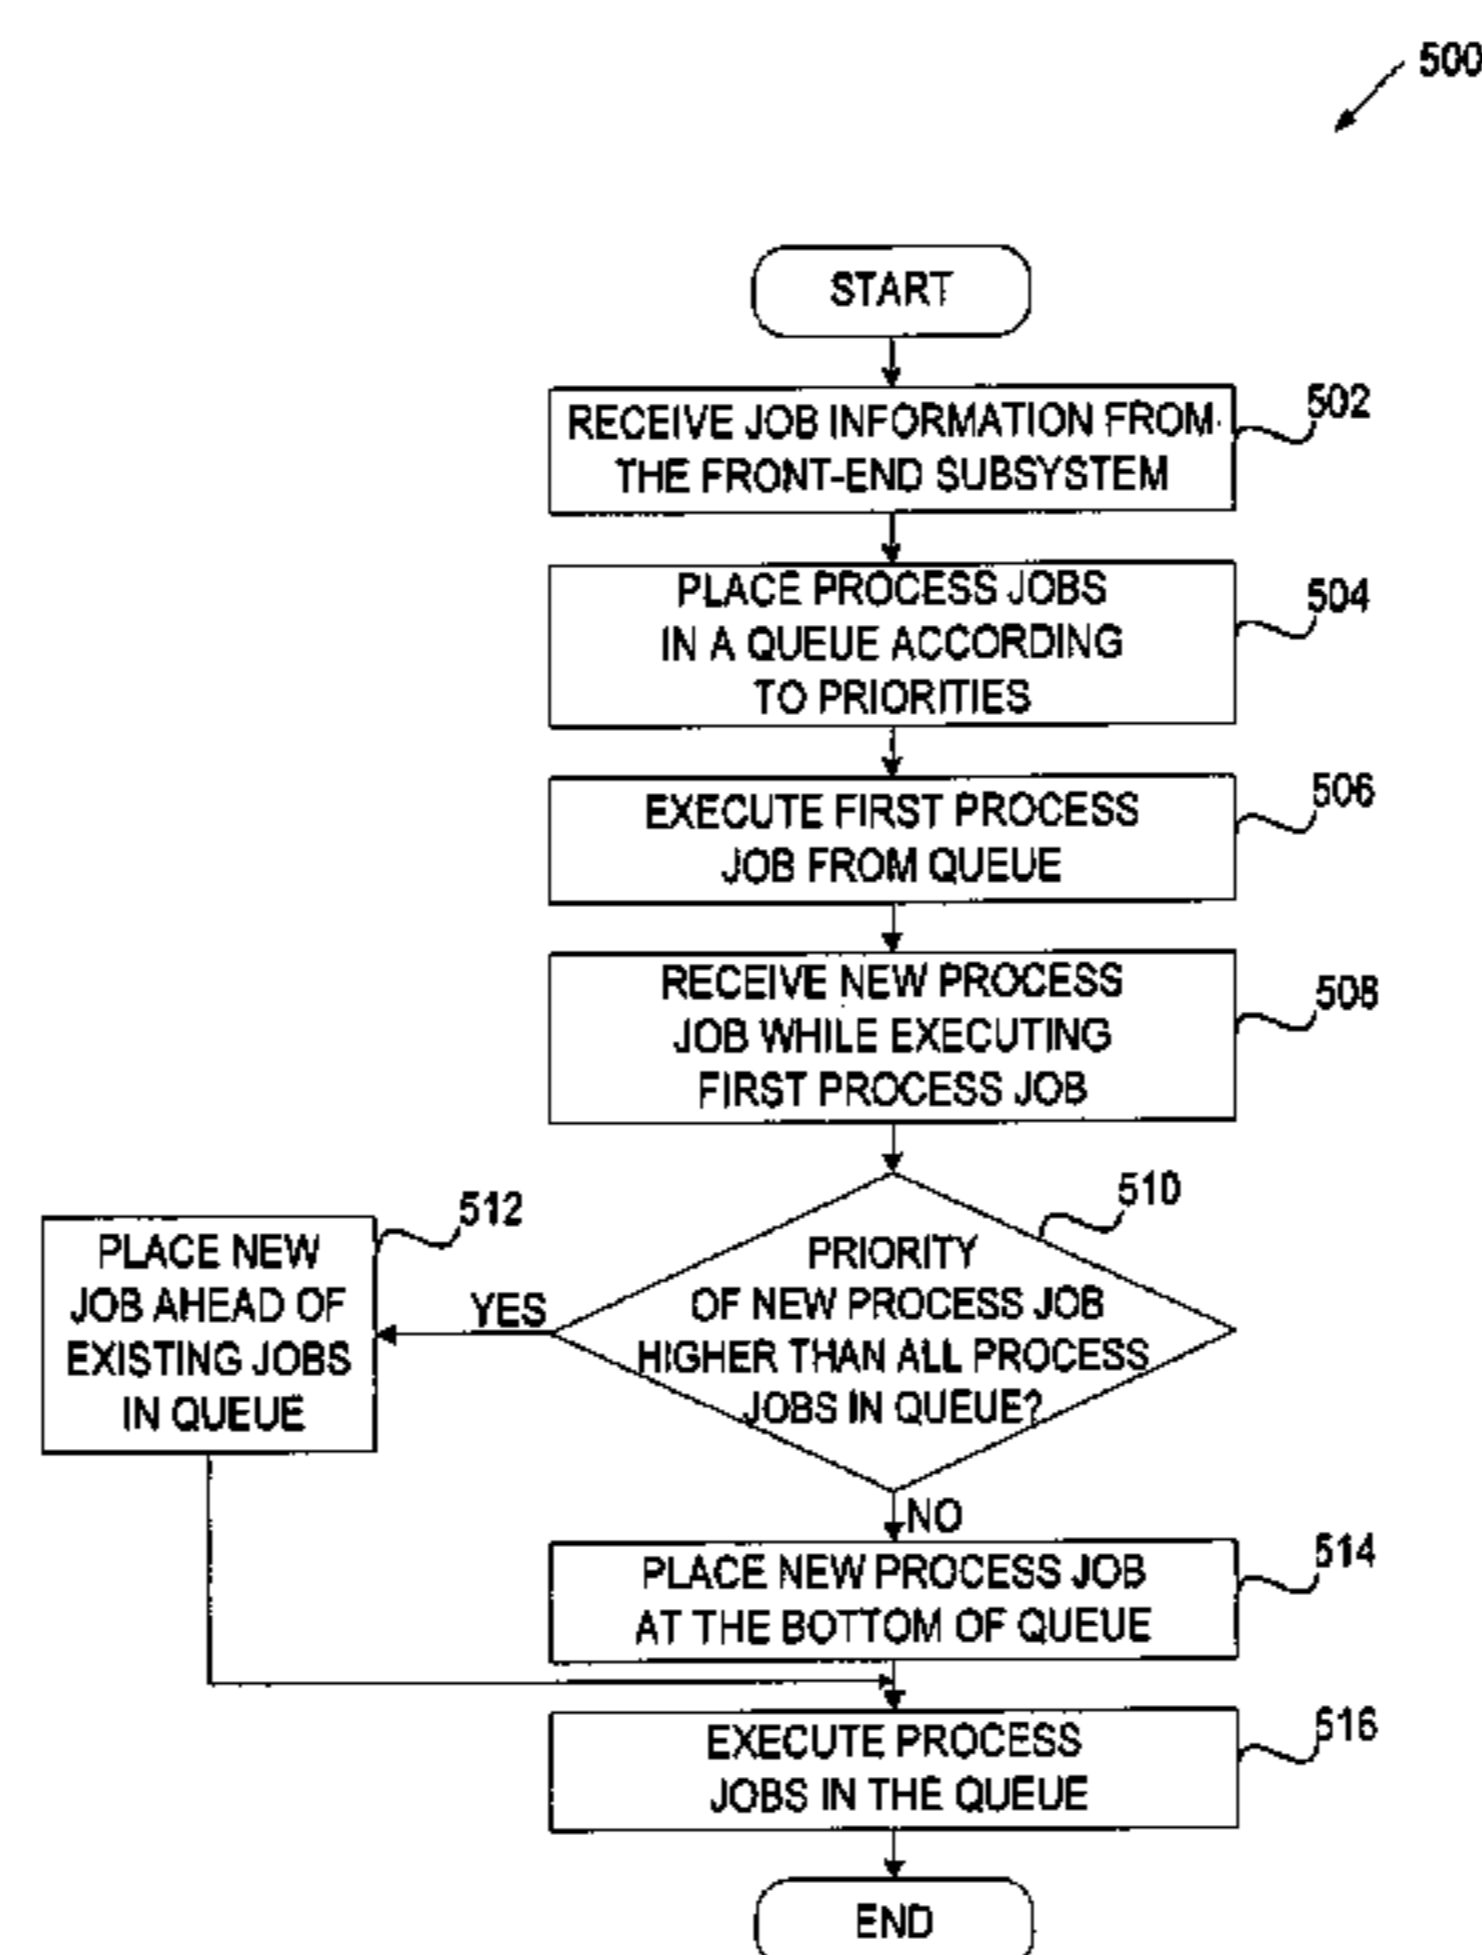 500
START
RECEIVE JOB INFORMATION FROM
THE FRONT-END SUBSYSTEM
502
PLACE PROCESS JOBS
IN A QUEUE ACCORDING
TO PRIORITIES
504
EXECUTE FIRST PROCESS
JOB FROM QUEUE
506
RECEIVE NEW PROCESS
JOB WHILE EXECUTING
FIRST PROCESS JOB
508
PRIORITY
OF NEW PROCESS JOB
HIGHER THAN ALL PROCESS
JOBS IN QUEUE?
510
YES
PLACE NEW
JOB AHEAD OF
EXISTING JOBS
IN QUEUE
512
NO
PLACE NEW PROCESS JOB
AT THE BOTTOM OF QUEUE
514
EXECUTE PROCESS
JOBS IN THE QUEUE
516
END